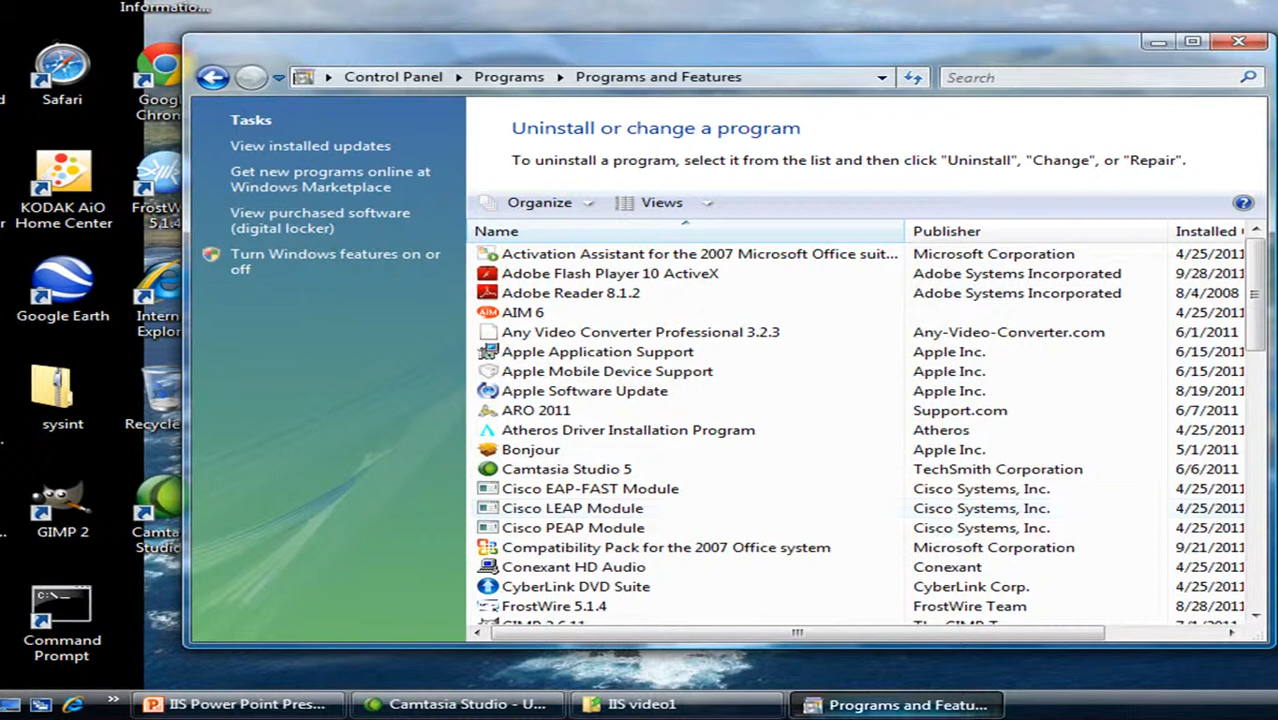 Informatio...
Safari
Googl
Chron
KODAK AiO
Home Center
FrostW
5.1.4
Google Earth
Intern
Explor
sysint
Recycle
GIMP 2
Camta
Studio
Command
Prompt
Control Panel
Programs
Programs and Features
Search
Tasks
View installed updates
Get new programs online at
Windows Marketplace
View purchased software
(digital locker)
Turn Windows features on or
off
Uninstall or change a program
To uninstall a program, select it from the list and then click "Uninstall", "Change", or "Repair".
Organize Views
Name Publisher Installed
Activation Assistant for the 2007 Microsoft Office suit... Microsoft Corporation 4/25/2011
Adobe Flash Player 10 ActiveX Adobe Systems Incorporated 9/28/2011
Adobe Reader 8.1.2 Adobe Systems Incorporated 8/4/2008
AIM 6 4/25/2011
Any Video Converter Professional 3.2.3 Any-Video-Converter.com 6/1/2011
Apple Application Support Apple Inc. 6/15/2011
Apple Mobile Device Support Apple Inc. 6/15/2011
Apple Software Update Apple Inc. 8/19/2011
ARO 2011 Support.com 6/7/2011
Atheros Driver Installation Program Atheros 4/25/2011
Bonjour Apple Inc. 5/1/2011
Camtasia Studio 5 TechSmith Corporation 6/6/2011
Cisco EAP-FAST Module Cisco Systems, Inc. 4/25/2011
Cisco LEAP Module Cisco Systems, Inc. 4/25/2011
Cisco PEAP Module Cisco Systems, Inc. 4/25/2011
Compatibility Pack for the 2007 Office system Microsoft Corporation 9/21/2011
Conexant HD Audio Conexant 4/25/2011
CyberLink DVD Suite CyberLink Corp. 4/25/2011
FrostWire 5.1.4 FrostWire Team 8/28/2011
IIS Power Point Pres... Camtasia Studio - U... IIS video1 Programs and Featu...